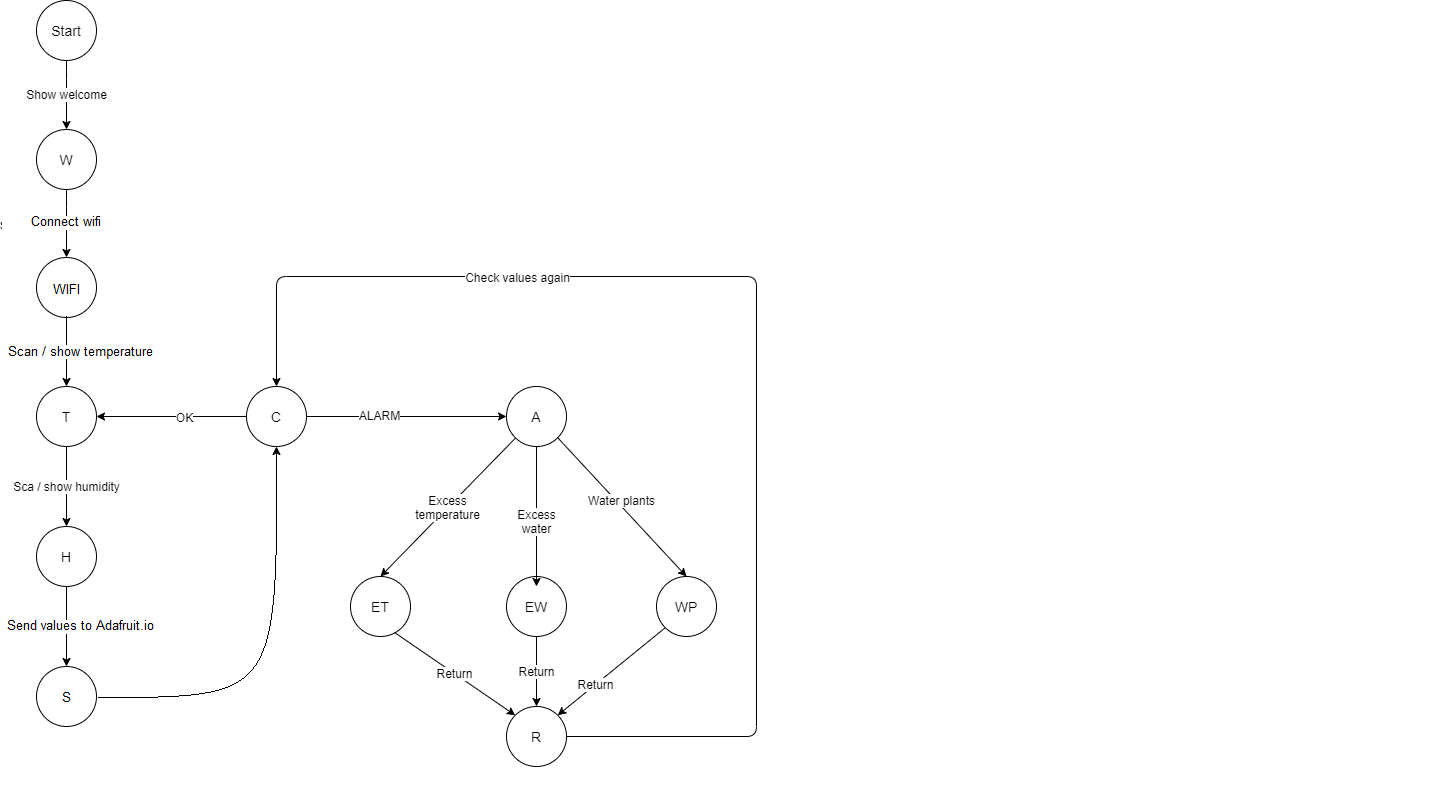 Start
Show welcome
W
Connect wifi
:
WIFI
Check values again
Scan / show temperature
T
OK
C
ALARM
A
Sca / show humidity
Excess
temperature
Excess
water
Water plants
H
ET
EW
WP
Send values to Adafruit.io
Return
Return
Return
S
R